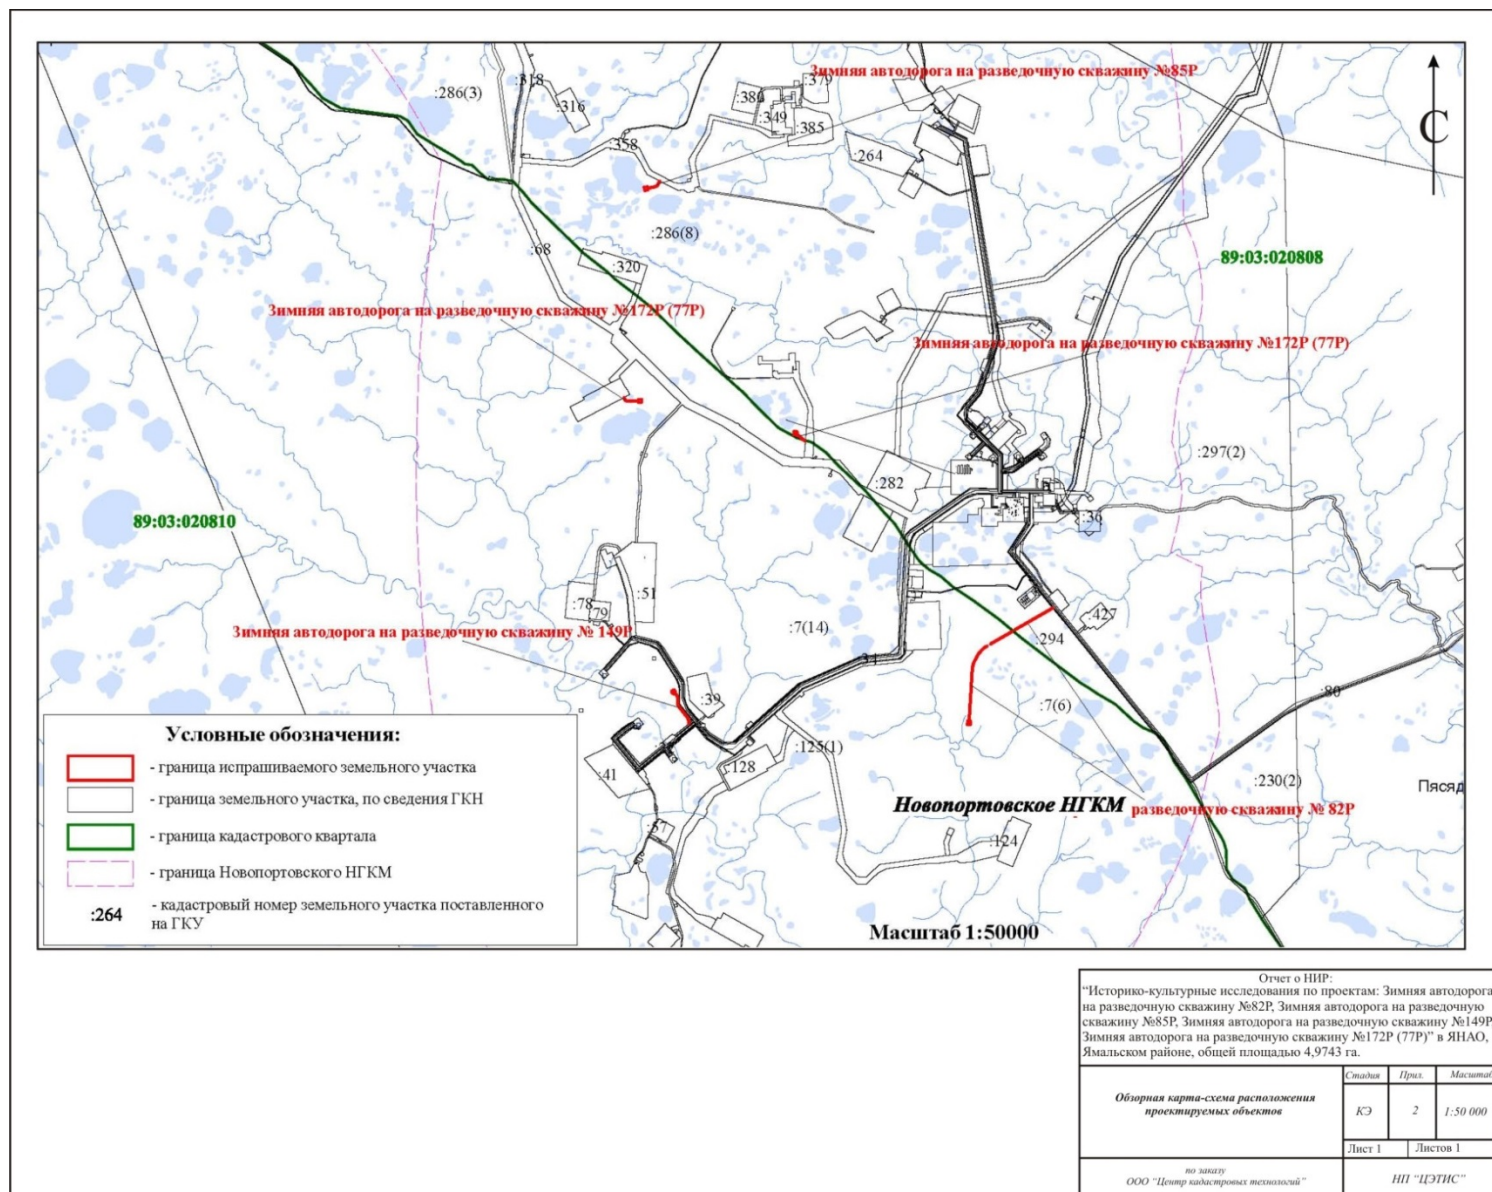 :286(3)
:318
:316
:380
:349
:379
:385
Зимняя автодорога на разведочную скважину №85Р
С
:358
:264
:286(8)
:68
:320
89:03:020808
Зимняя автодорога на разведочную скважину №172Р (77Р)
Зимняя автодорога на разведочную скважину №172Р (77Р)
:297(2)
:282
89:03:020810
:36
:51
:78
79
:7(14)
:427
:294
Зимняя автодорога на разведочную скважину № 149Р
34
:39
:80
:7(6)
:125(1)
:128
:41
:230(2)
Пясяд
Новопортовское НГКМ
разведочную скважину № 82Р
:57
:124
Масштаб 1:50000
Условные обозначения:
- граница испрашиваемого земельного участка
- граница земельного участка, по сведения ГКН
- граница кадастрового квартала
- граница Новопортовского НГКМ
:264
- кадастровый номер земельного участка поставленного
на ГКУ
Отчет о НИР:
"Историко-культурные исследования по проектам: Зимняя автодорога
на разведочную скважину №82Р, Зимняя автодорога на разведочную
скважину №85Р, Зимняя автодорога на разведочную скважину №149Р
Зимняя автодорога на разведочную скважину №172Р (77Р)" в ЯНАО,
Ямальском районе, общей площадью 4,9743 га.
Стадия Прил. Масштаб
Обзорная карта-схема расположения
проектируемых объектов
КЭ 2 1:50 000
Лист 1 Листов 1
по заказу
ООО "Центр кадастровых технологий"
НП "ЦЭТИС"